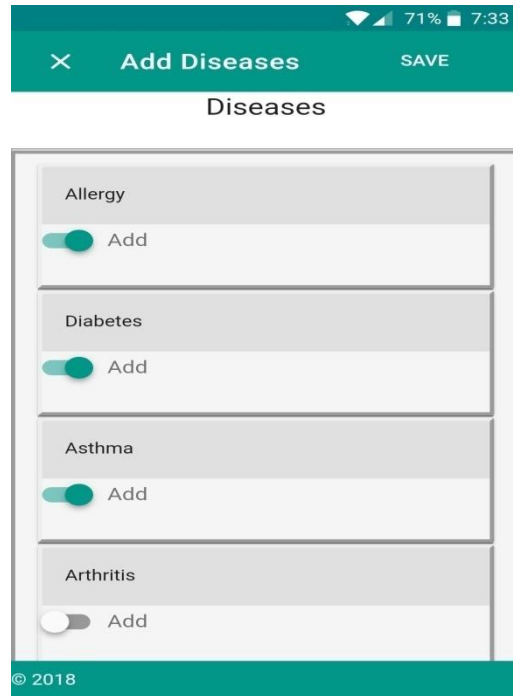 71% 7:33
Add Diseases SAVE
Diseases
Allergy
Add
Diabetes
Add
Asthma
Add
Arthritis
Add
© 2018